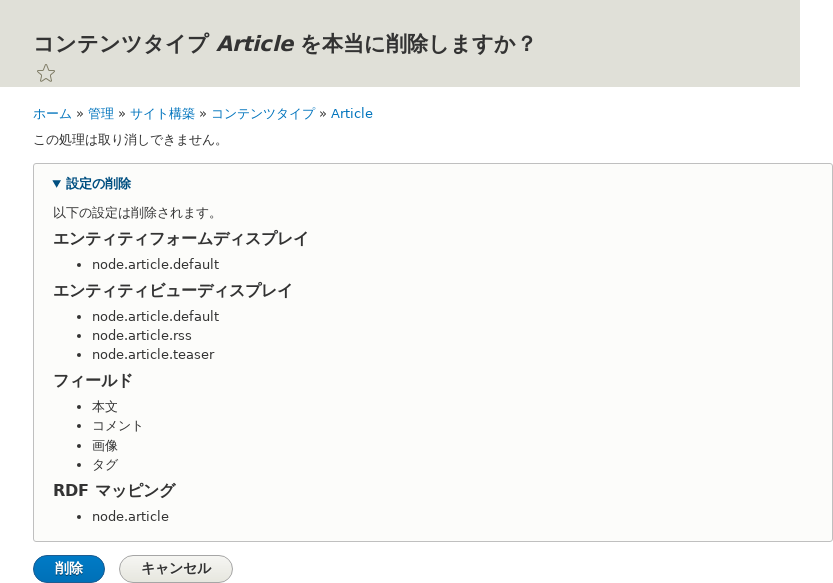 コンテンツタイプ Article を本当に削除しますか？
ホーム » 管理 » サイト構築 » コンテンツタイプ » Article
この処理は取り消しできません。
▼ 設定の削除
以下の設定は削除されます。
エンティティフォームディスプレイ
• node.article.default
エンティティビューディスプレイ
• node.article.default
• node.article.rss
• node.article.teaser
フィールド
• 本文
• コメント
• 画像
• タグ
RDF マッピング
• node.article
削除 キャンセル